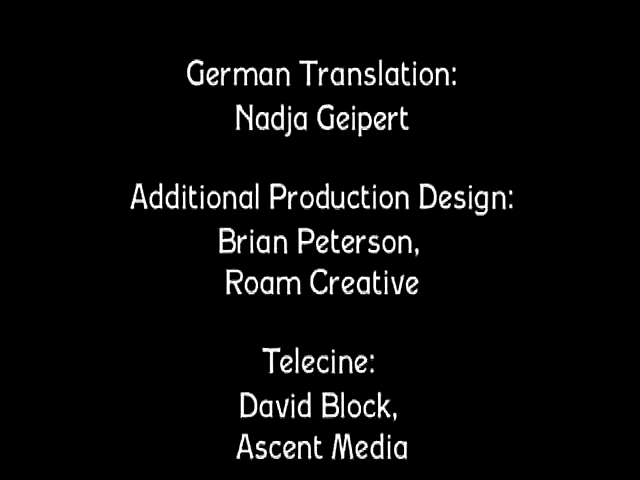 German Translation:
Nadja Geipert
Additional Production Design:
Brian Peterson,
Roam Creative
Telecine:
David Block,
Ascent Media